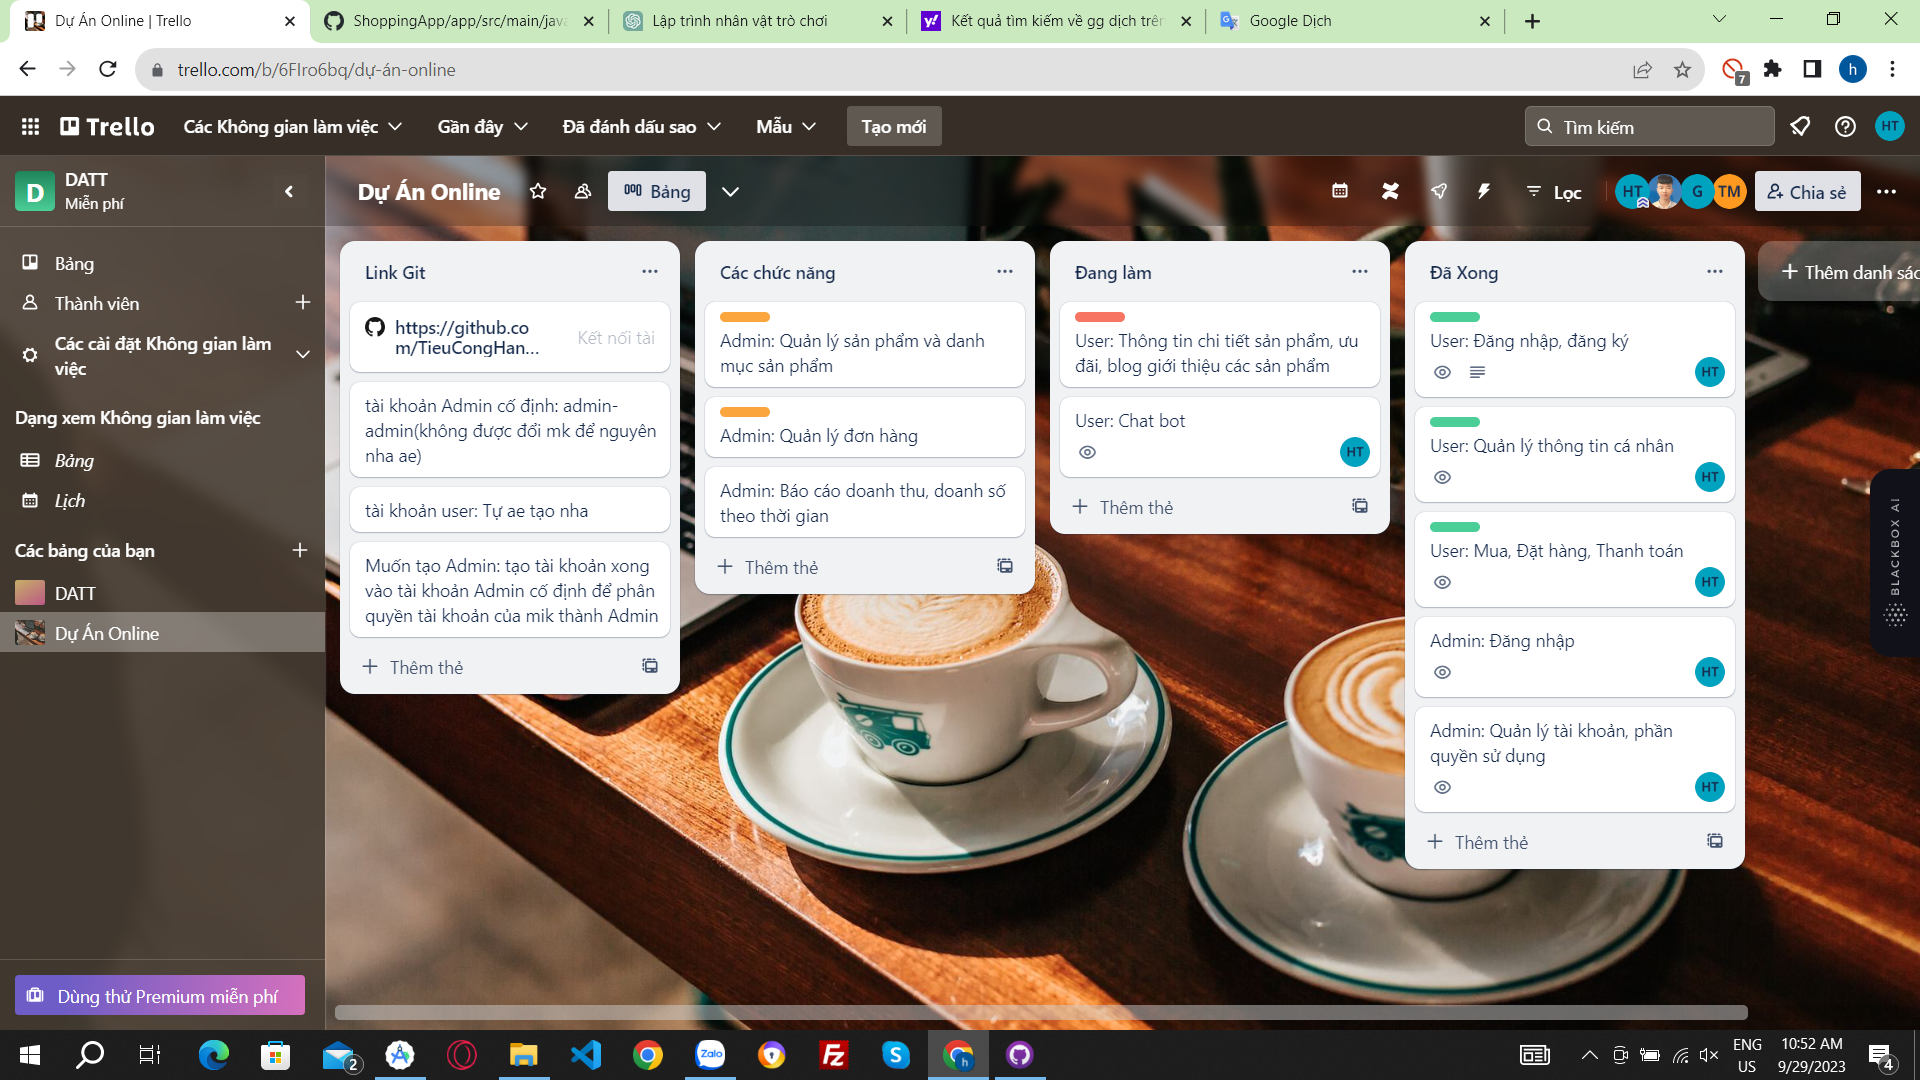 Dự Án Online | Trello
ShoppingApp/app/src/main/java
Lập trình nhân vật trò chơi
Kết quả tìm kiếm về gg dịch trên
Google Dịch
trello.com/b/6FIro6bq/dự-án-online
7
h
Trello
Các Không gian làm việc
Gần đây
Đã đánh dấu sao
Mẫu
Tạo mới
Tìm kiếm
HT
D
DATT
Miễn phí
Dự Án Online
Bảng
Lọc
HT
G
TM
Chia sẻ
Bảng
Thành viên
Các cài đặt Không gian làm
việc
Dạng xem Không gian làm việc
Bảng
Lịch
Các bảng của bạn
DATT
Dự Án Online
Dùng thử Premium miễn phí
Link Git
https://github.co
m/TieuCongHan...
Kết nối tài
tài khoản Admin cố định: admin-
admin(không được đổi mk để nguyên
nha ae)
tài khoản user: Tự ae tạo nha
Muốn tạo Admin: tạo tài khoản xong
vào tài khoản Admin cố định để phân
quyền tài khoản của mik thành Admin
Thêm thẻ
Các chức năng
Admin: Quản lý sản phẩm và danh
mục sản phẩm
Admin: Quản lý đơn hàng
Admin: Báo cáo doanh thu, doanh số
theo thời gian
Thêm thẻ
Đang làm
User: Thông tin chi tiết sản phẩm, ưu
đãi, blog giới thiệu các sản phẩm
User: Chat bot
HT
Thêm thẻ
Đã Xong
User: Đăng nhập, đăng ký
HT
User: Quản lý thông tin cá nhân
HT
User: Mua, Đặt hàng, Thanh toán
HT
Admin: Đăng nhập
HT
Admin: Quản lý tài khoản, phần
quyền sử dụng
HT
Thêm thẻ
Thêm danh sác
BLACKBOX AI
2
Zalo
h
ENG
US
10:52 AM
9/29/2023
4